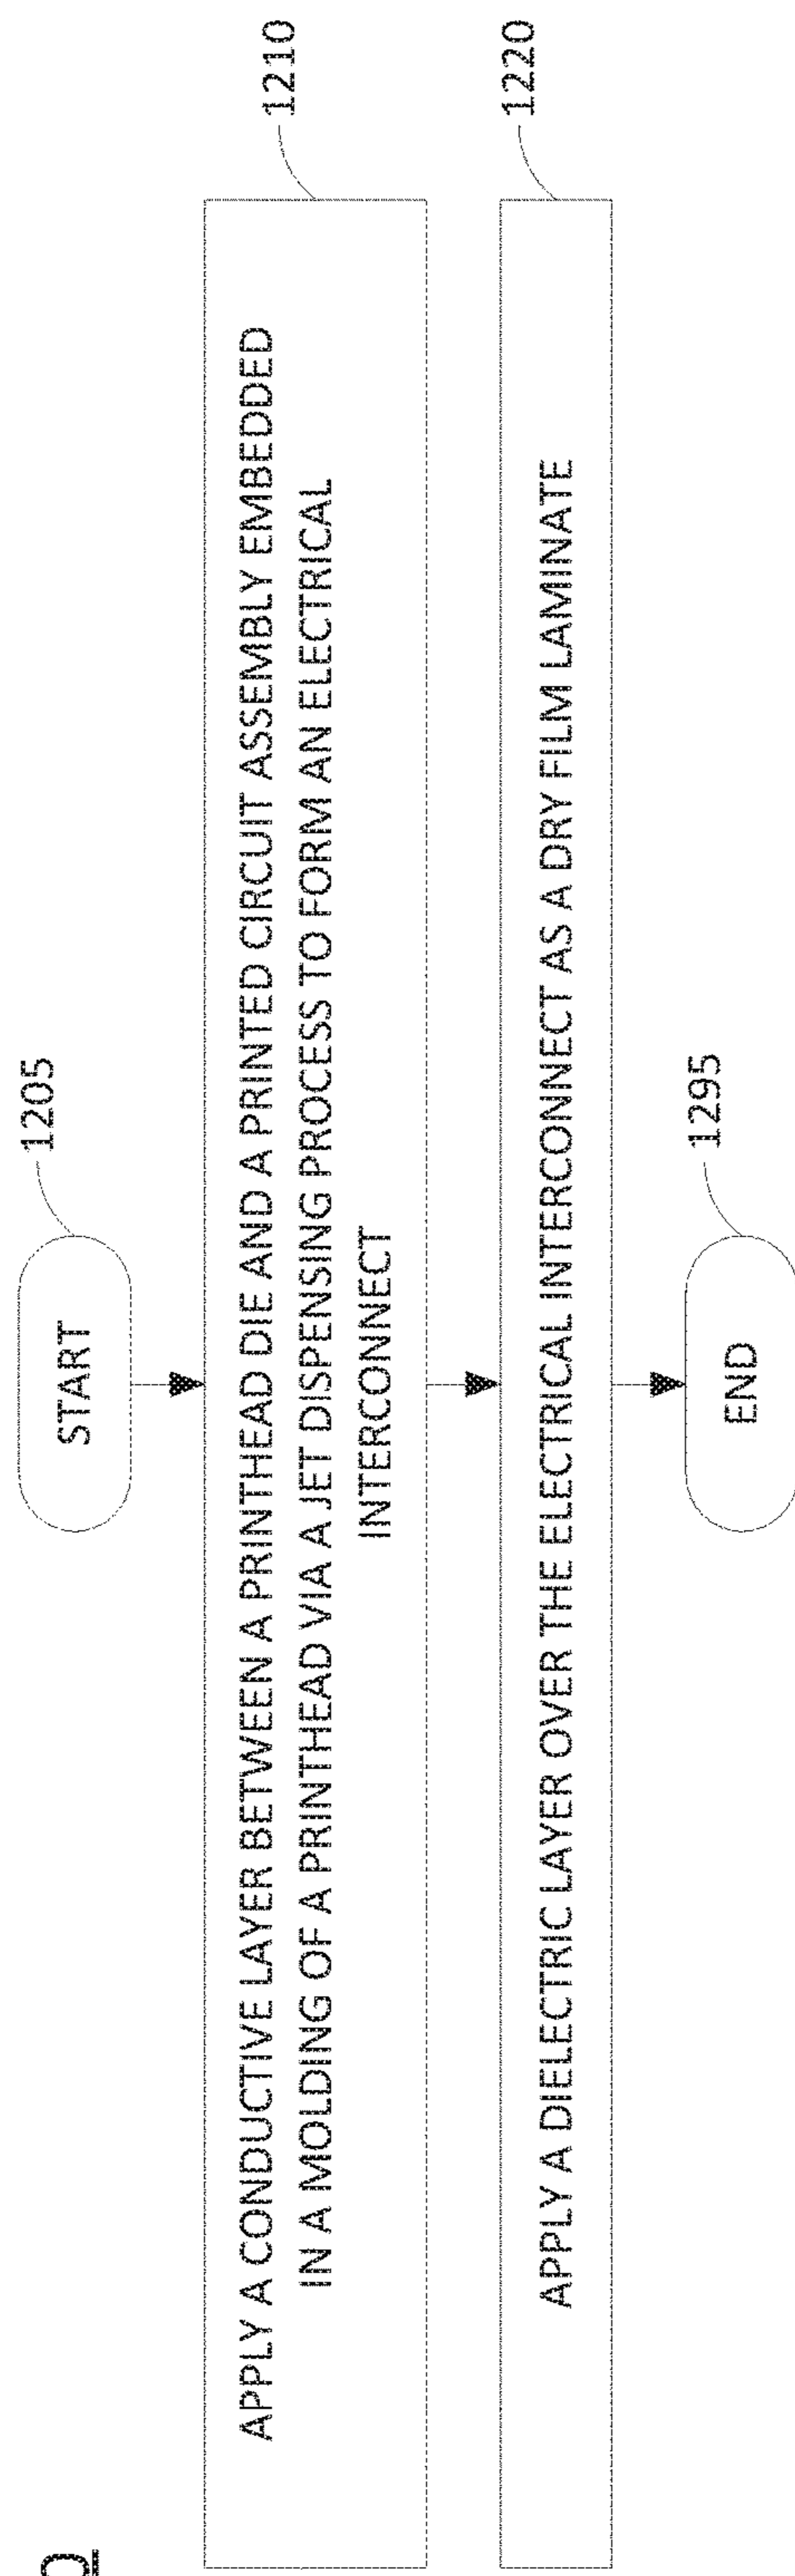 START
1205
APPLY A CONDUCTIVE LAYER BETWEEN A PRINTHEAD DIE AND A PRINTED CIRCUIT ASSEMBLY EMBEDDED
IN A MOLDING OF A PRINTHEAD VIA A JET DISPENSING PROCESS TO FORM AN ELECTRICAL
INTERCONNECT
1210
APPLY A DIELECTRIC LAYER OVER THE ELECTRICAL INTERCONNECT AS A DRY FILM LAMINATE
1220
END
1295